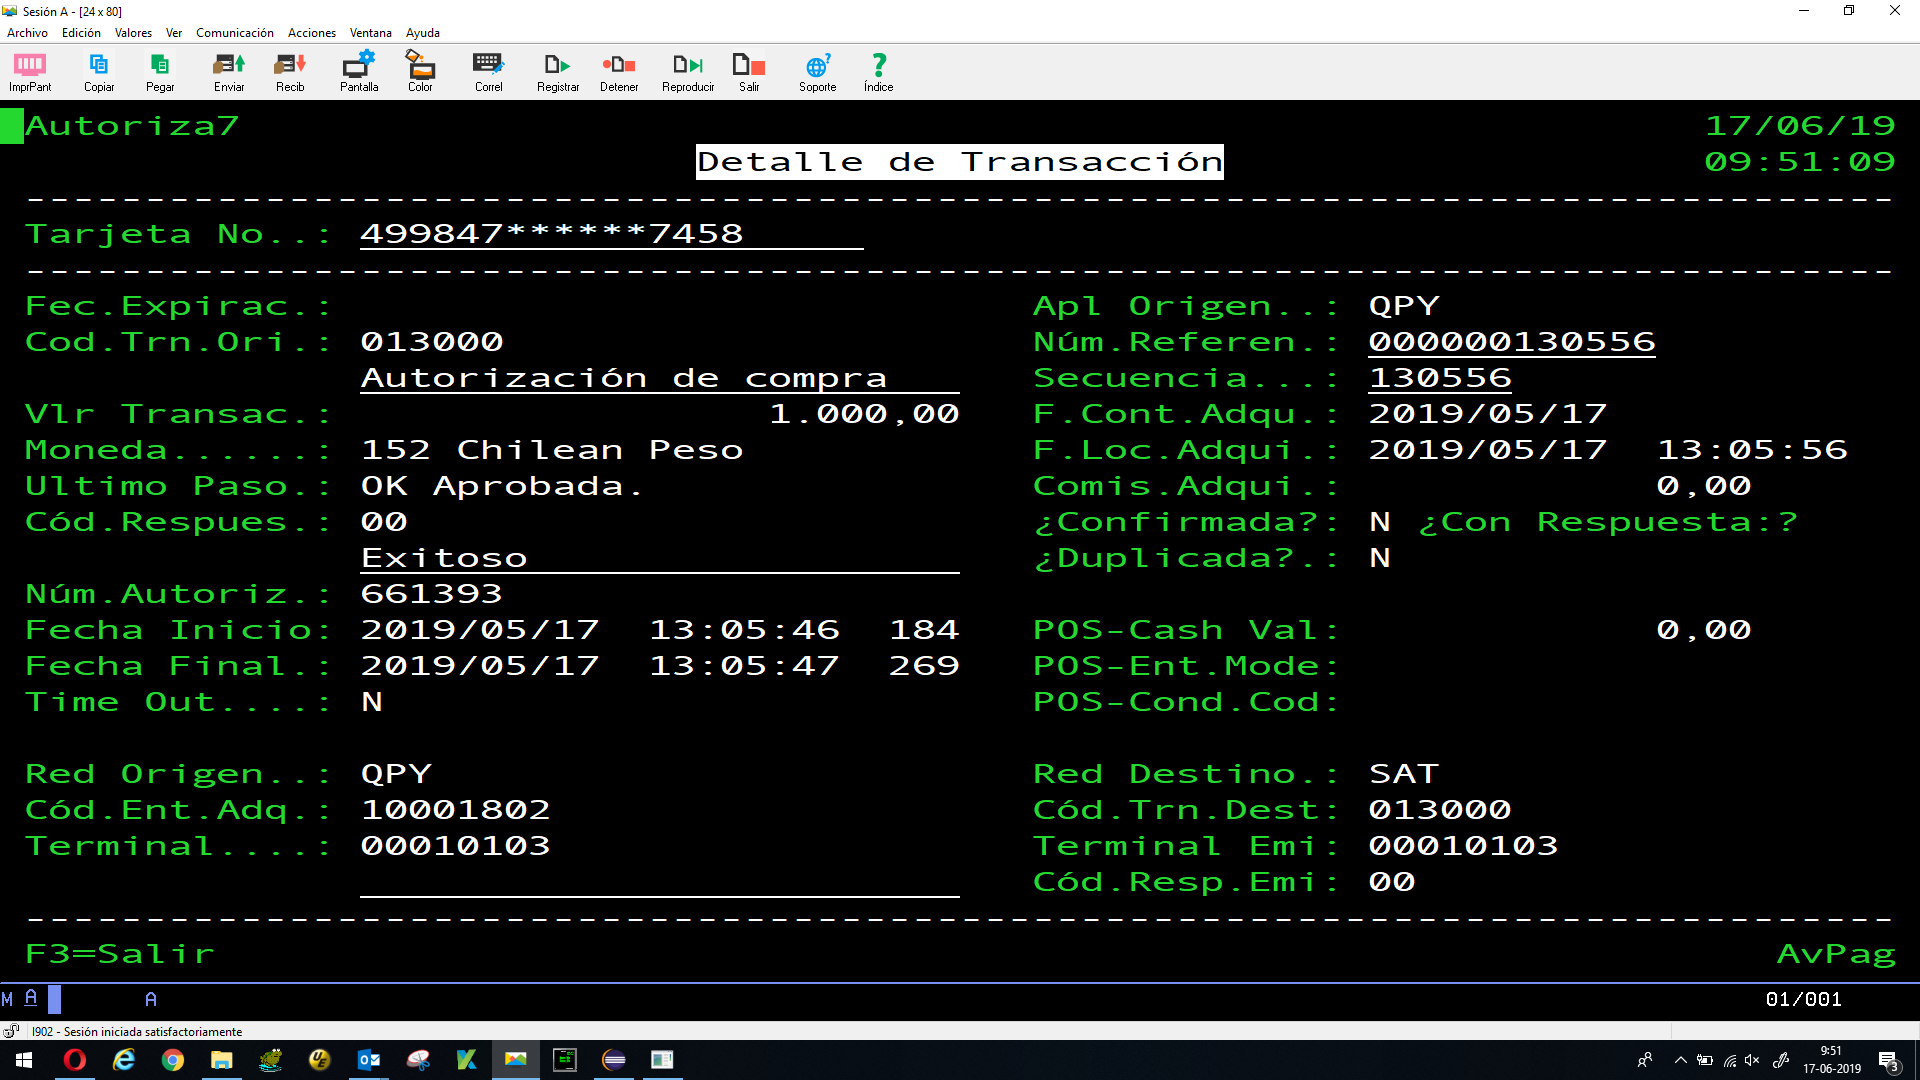 Sesión A - [24 x 80]
Archivo Edición Valores Ver Comunicación Acciones Ventana Ayuda
ImprPant Copiar Pegar Enviar Recib Pantalla Color Correl Registrar Detener Reproducir Salir Soporte Índice
Autoriza7 17/06/19
Detalle de Transacción 09:51:09
Tarjeta No..: 499847******7458
Fec.Expirac.: Apl Origen..: QPY
Cod.Trn.Ori.: 013000 Núm.Referen.: 000000130556
Autorización de compra Secuencia...: 130556
Vlr Transac.: 1.000,00 F.Cont.Adqu.: 2019/05/17
Moneda......: 152 Chilean Peso F.Loc.Adqui.: 2019/05/17 13:05:56
Ultimo Paso.: OK Aprobada. Comis.Adqui.: 0,00
Cód.Respues.: 00 ¿Confirmada?: N ¿Con Respuesta:?
Exitoso ¿Duplicada?.: N
Núm.Autoriz.: 661393
Fecha Inicio: 2019/05/17 13:05:46 184 POS-Cash Val: 0,00
Fecha Final.: 2019/05/17 13:05:47 269 POS-Ent.Mode:
Time Out....: N POS-Cond.Cod:
Red Origen..: QPY Red Destino.: SAT
Cód.Ent.Adq.: 10001802 Cód.Trn.Dest: 013000
Terminal....: 00010103 Terminal Emi: 00010103
Cód.Resp.Emi: 00
F3=Salir AvPag
M A A 01/001
I902 - Sesión iniciada satisfactoriamente
9:51
17-06-2019
3